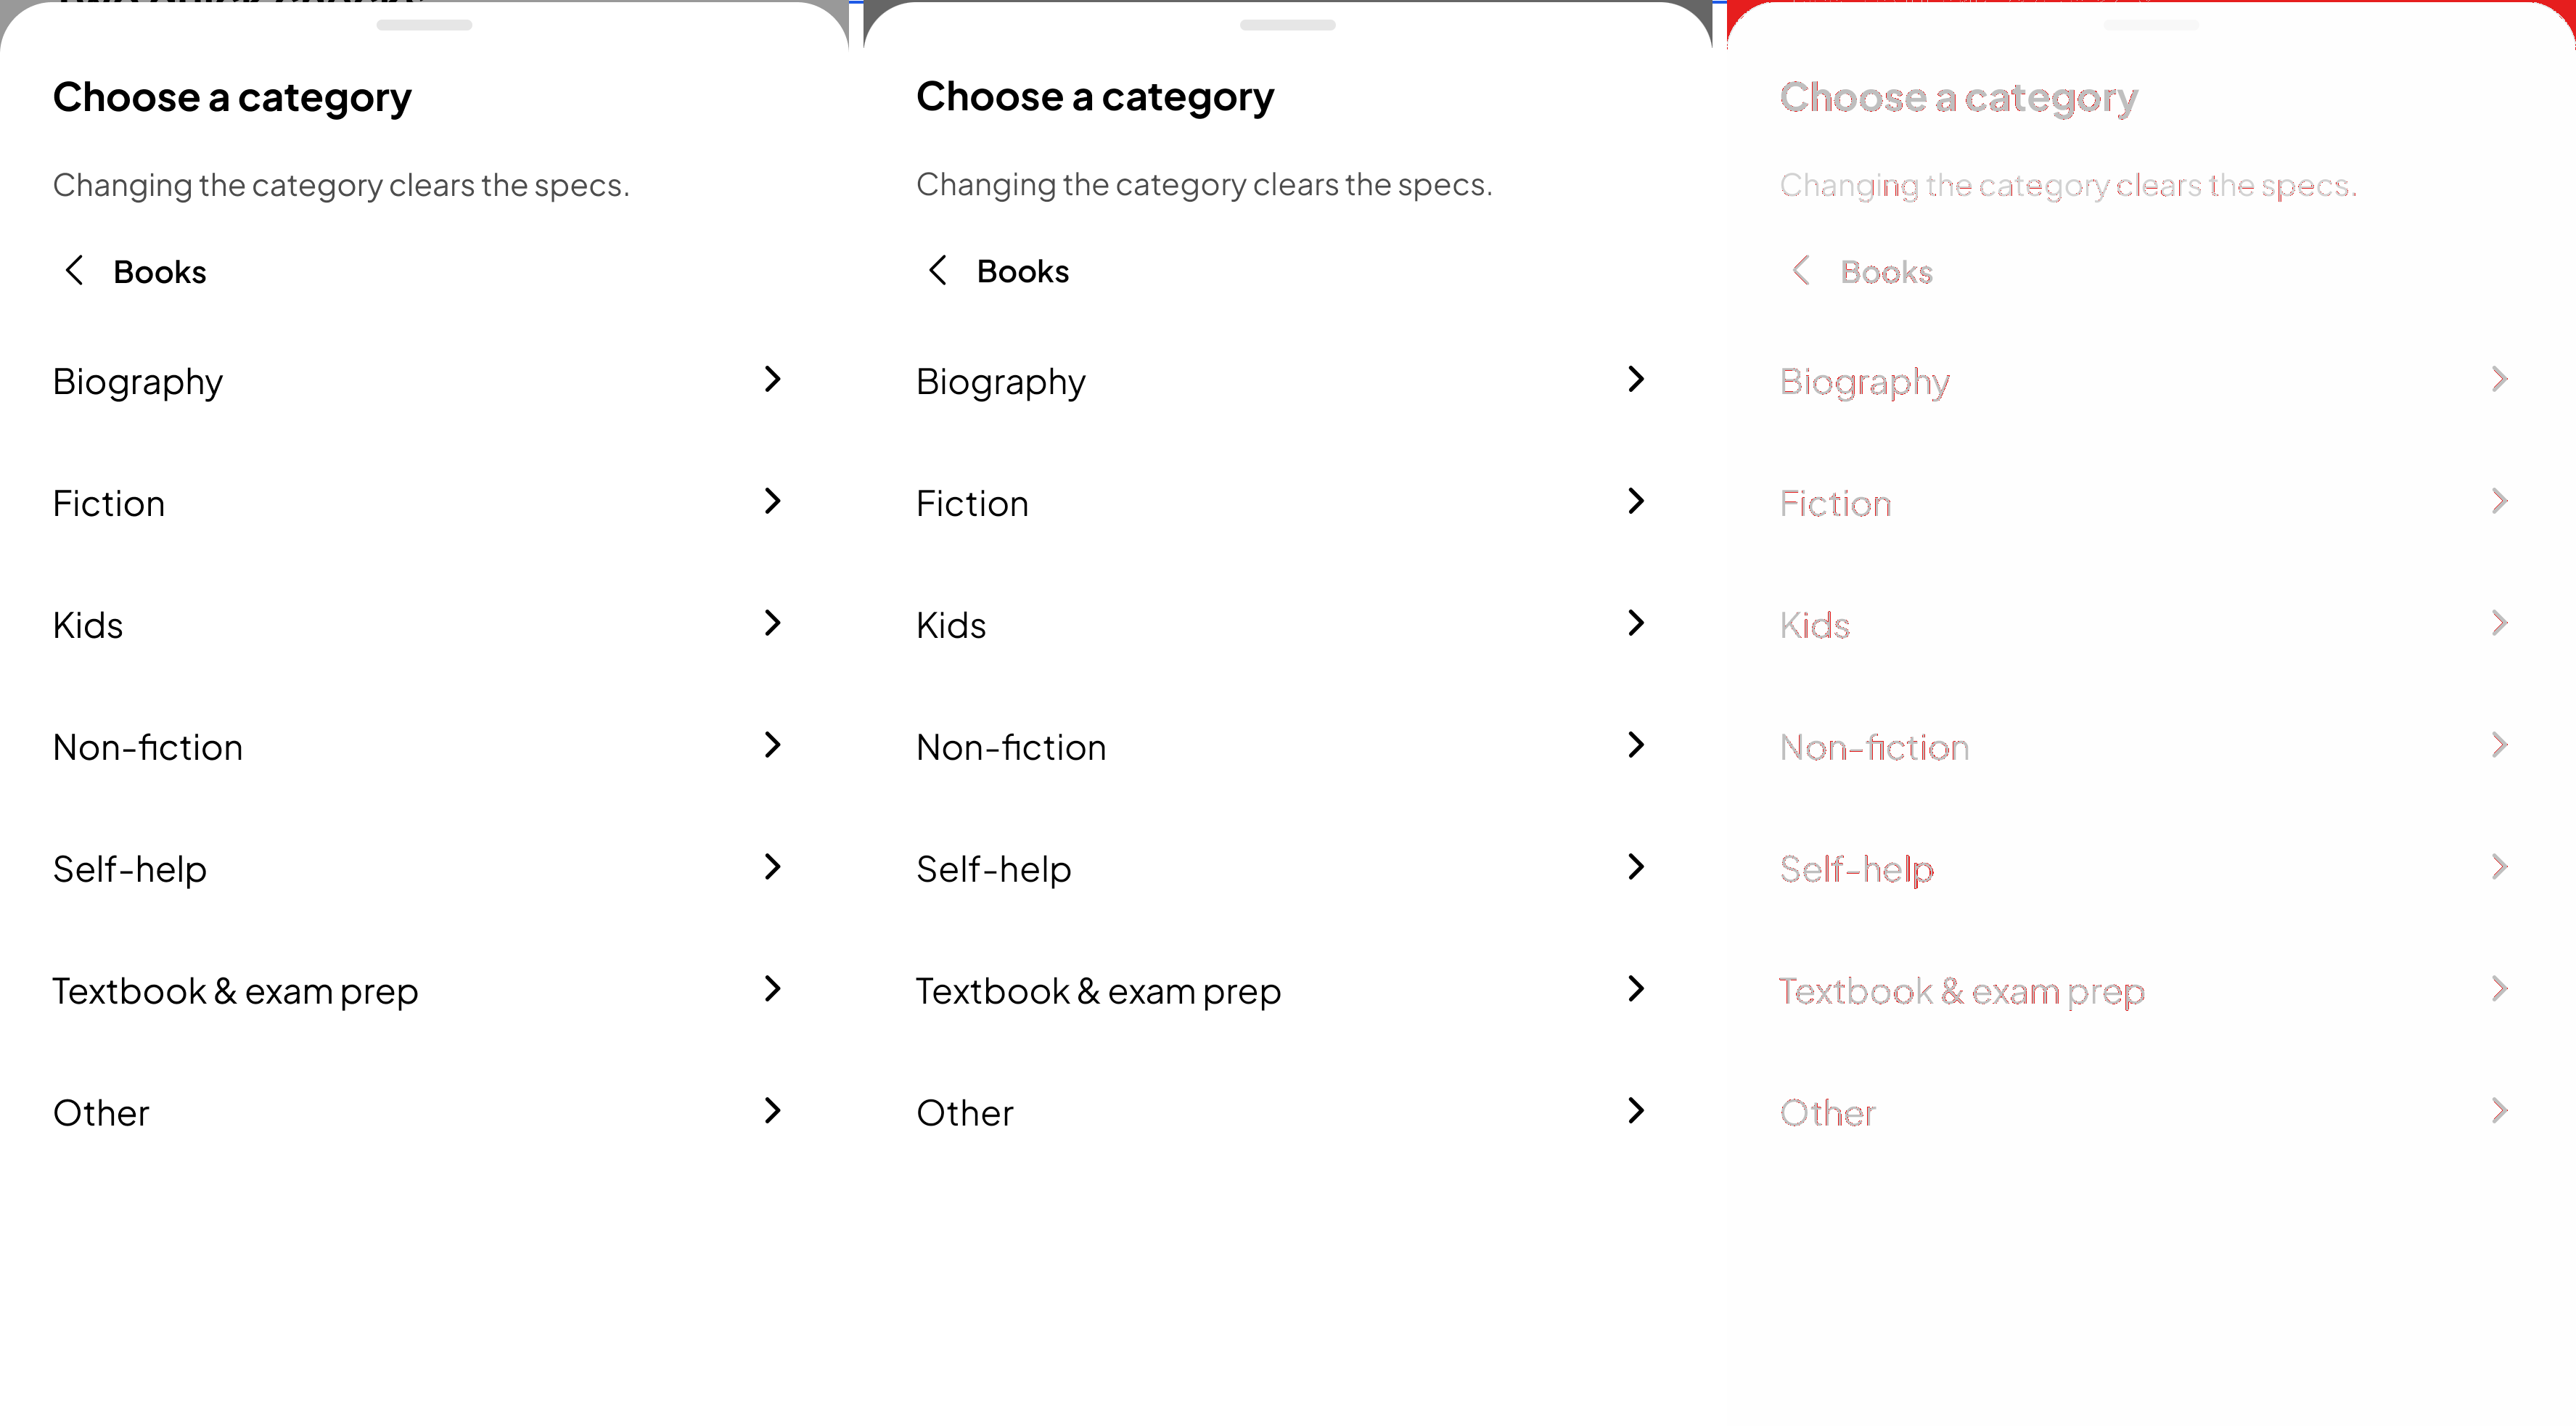 Choose a category
Changing the category clears the specs.
Books
Biography
Fiction
Kids
Non-fiction
Self-help
Textbook & exam prep
Other
Choose a category
Changing the category clears the specs.
Books
Biography
Fiction
Kids
Non-fiction
Self-help
Textbook & exam prep
Other
Choose a category
Changing the category clears the specs.
Books
Biography
Fiction
Kids
Non-fiction
Self-help
Textbook & exam prep
Other